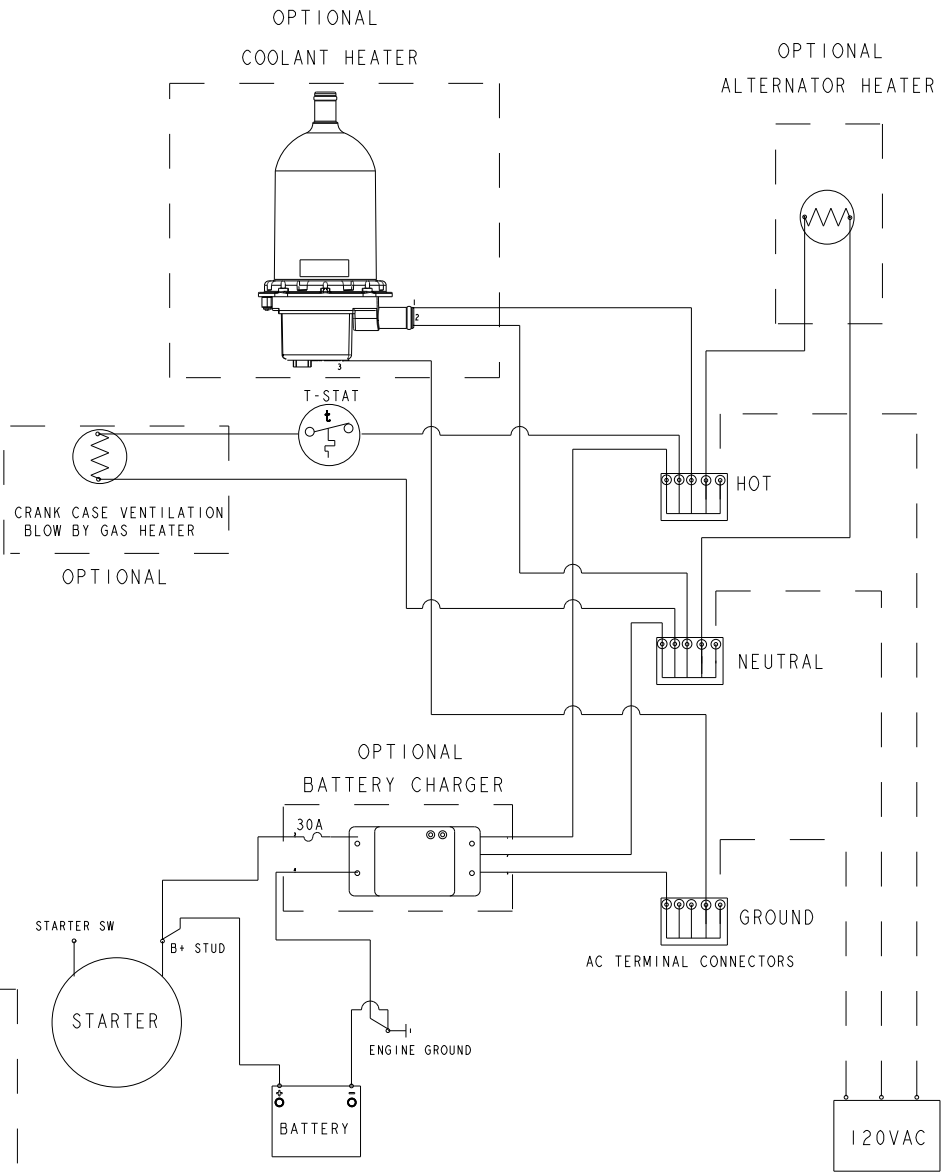 OPTIONAL
COOLANT HEATER
OPTIONAL
ALTERNATOR HEATER
1
2
3
T-STAT
t
HOT
CRANK CASE VENTILATION
BLOW BY GAS HEATER
OPTIONAL
NEUTRAL
OPTIONAL
BATTERY CHARGER
30A
GROUND
STARTER SW
B+ STUD
AC TERMINAL CONNECTORS
STARTER
ENGINE GROUND
+ -
BATTERY
120VAC